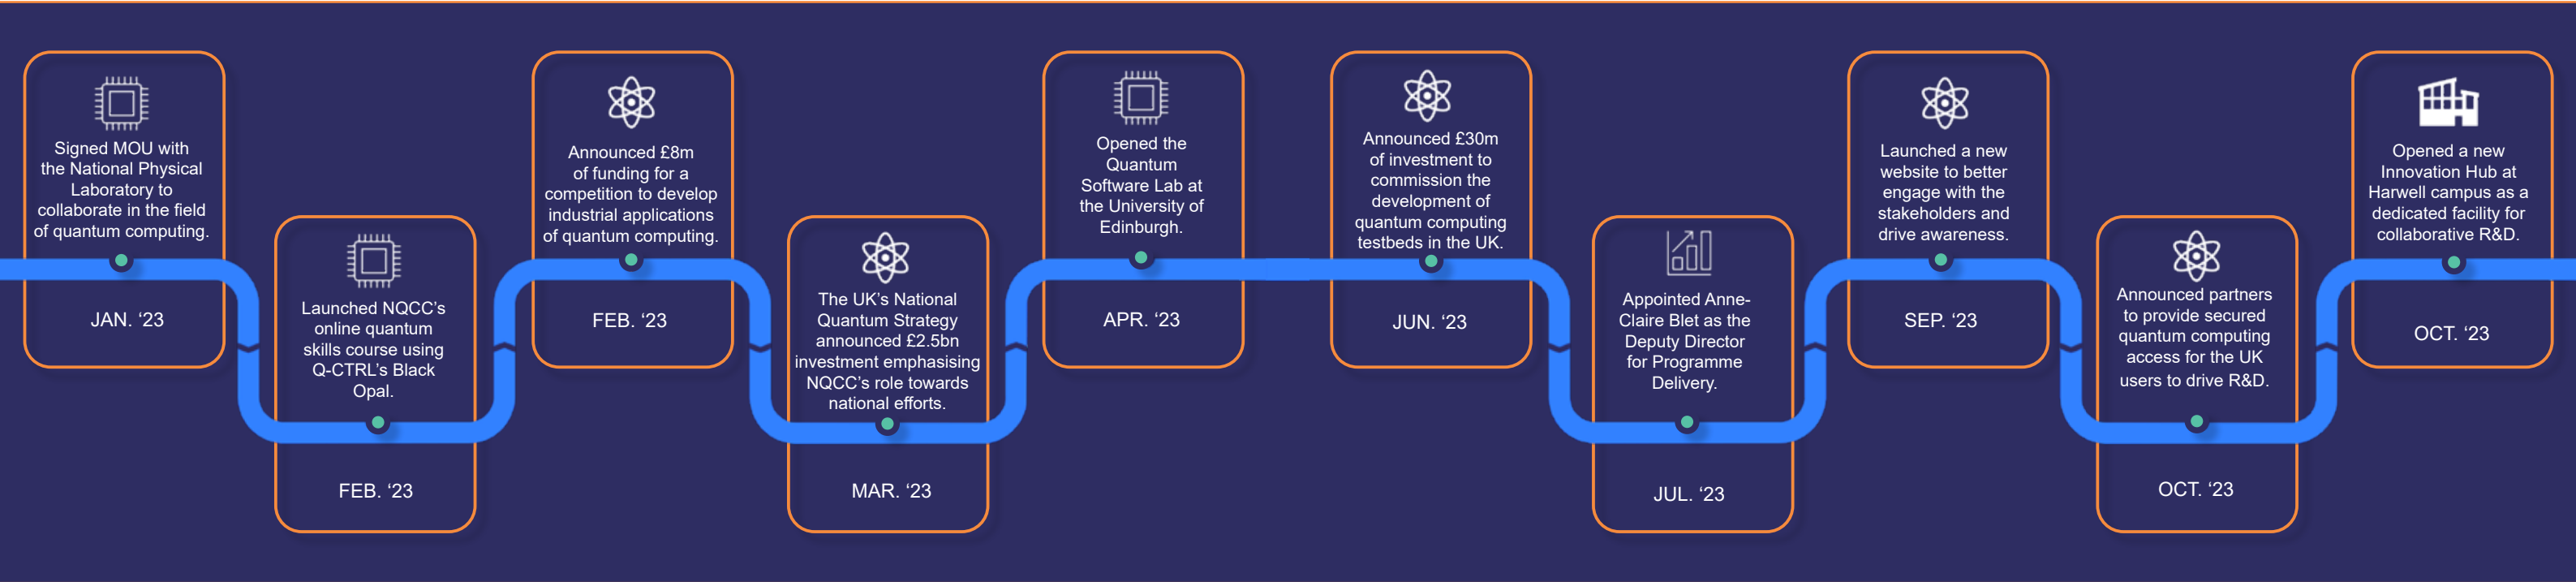 Signed MOU with
the National Physical
Laboratory to
collaborate in the field
of quantum computing.
JAN. ‘23
Launched NQCC’s
online quantum
skills course using
Q-CTRL’s Black
Opal.
FEB. ‘23
Announced £8m
of funding for a
competition to develop
industrial applications
of quantum computing.
FEB. ‘23
The UK’s National
Quantum Strategy
announced £2.5bn
investment emphasising
NQCC’s role towards
national efforts.
MAR. ‘23
Opened the
Quantum
Software Lab at
the University of
Edinburgh.
APR. ‘23
Announced £30m
of investment to
commission the
development of
quantum computing
testbeds in the UK.
JUN. ‘23
Appointed Anne-
Claire Blet as the
Deputy Director
for Programme
Delivery.
JUL. ‘23
Launched a new
website to better
engage with the
stakeholders and
drive awareness.
SEP. ‘23
Announced partners
to provide secured
quantum computing
access for the UK
users to drive R&D.
OCT. ‘23
Opened a new
Innovation Hub at
Harwell campus as a
dedicated facility for
collaborative R&D.
OCT. ‘23